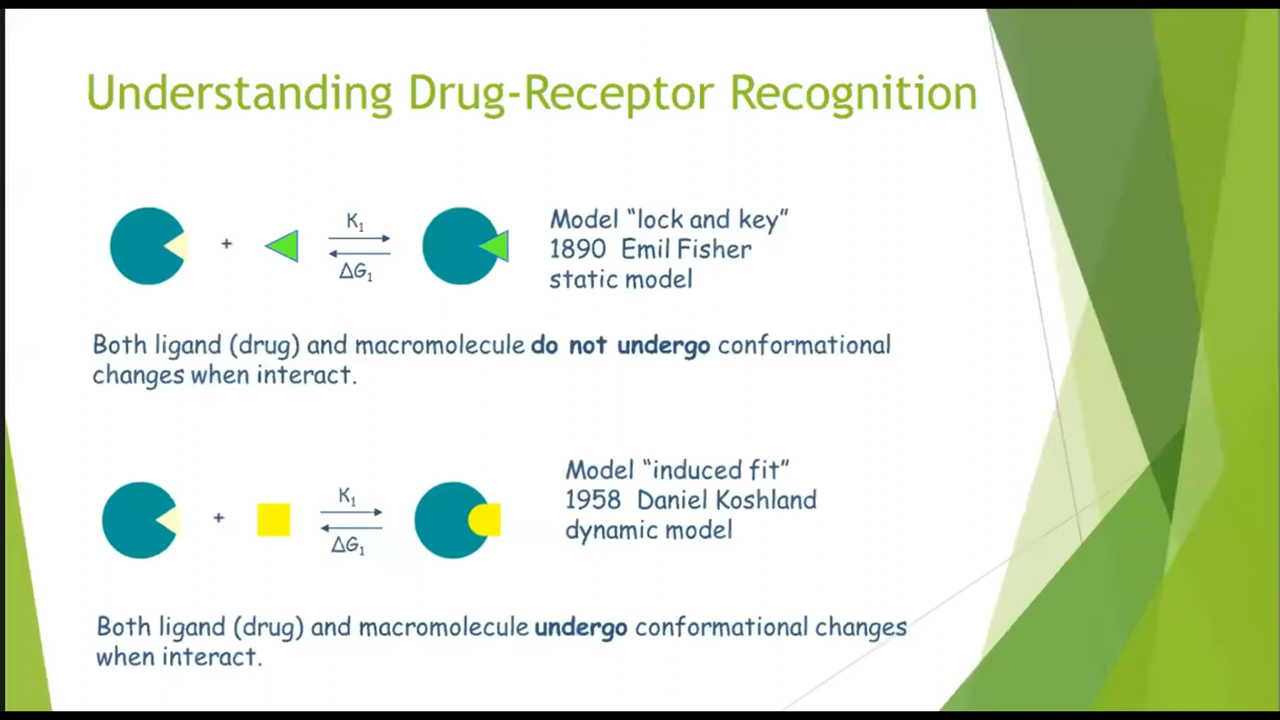 Understanding Drug-Receptor Recognition
+
K1
ΔG1
Model “lock and key”
1890 Emil Fisher
static model
Both ligand (drug) and macromolecule do not undergo conformational
changes when interact.
+
K1
ΔG1
Model “induced fit”
1958 Daniel Koshland
dynamic model
Both ligand (drug) and macromolecule undergo conformational changes
when interact.